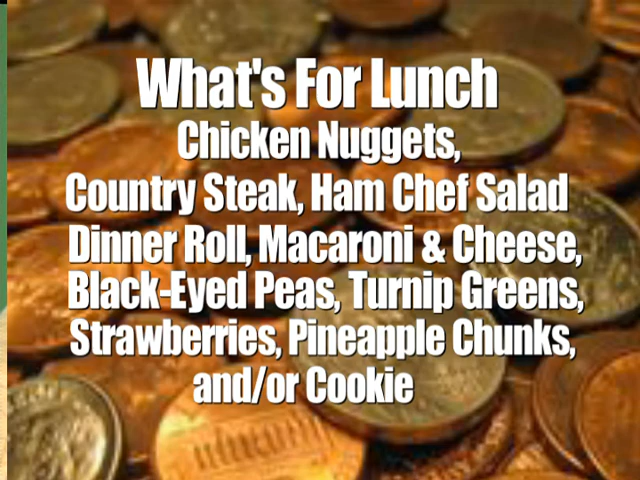 What's For Lunch
Chicken Nuggets,
Country Steak, Ham Chef Salad
Dinner Roll, Macaroni & Cheese,
Black-Eyed Peas, Turnip Greens,
Strawberries, Pineapple Chunks,
and/or Cookie